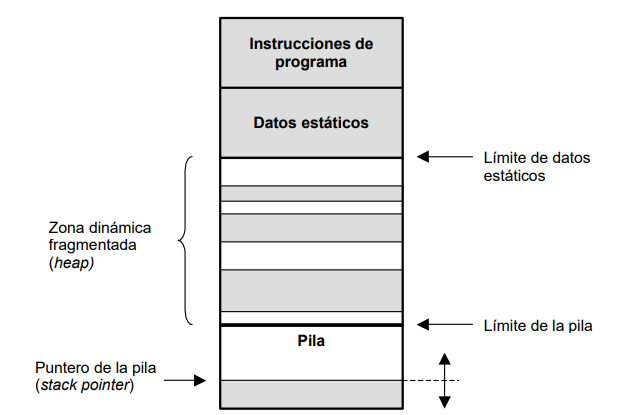 Instrucciones de
programa
Datos estáticos
Límite de datos
estáticos
Zona dinámica
fragmentada
(heap)
Límite de la pila
Pila
Puntero de la pila
(stack pointer)